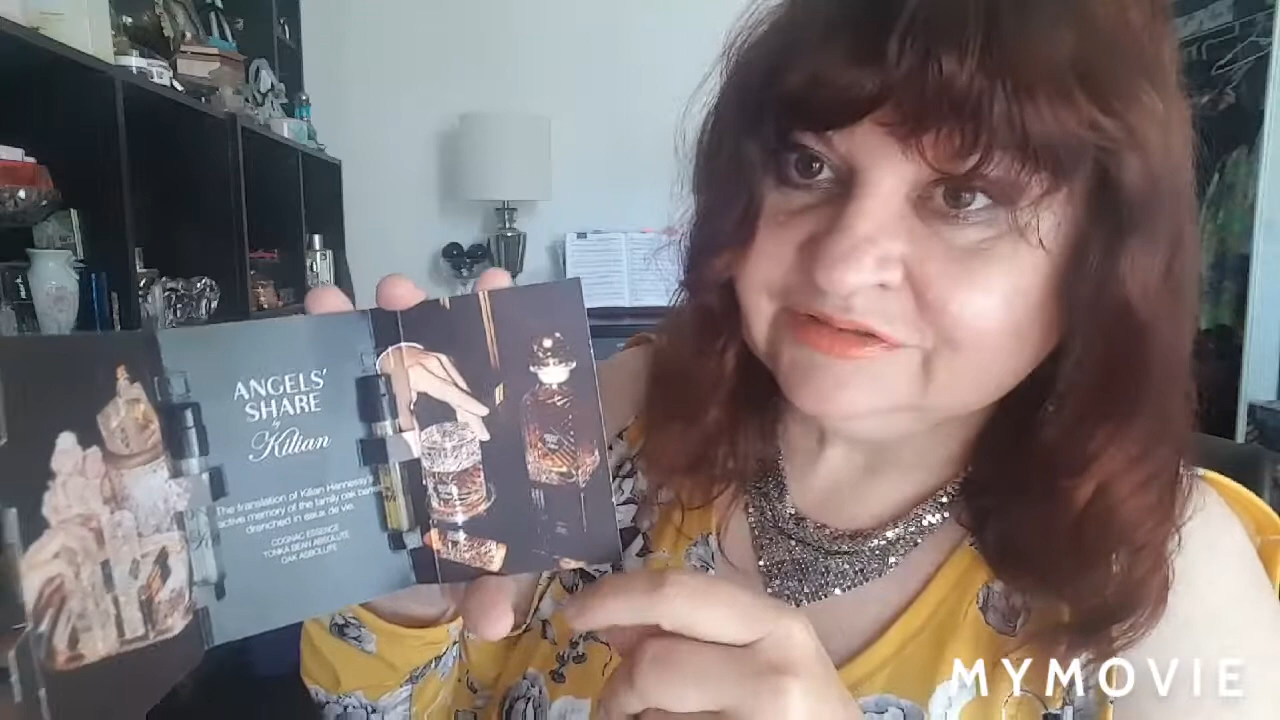 ANGELS'
SHARE
by
Kilian
The translation of Kilian Hennessy's
active memory of the family oak barrels
drenched in eaux de vie.
COGNAC ESSENCE
TONKA BEAN ABSOLUTE
OAK ABSOLUTE
MYMOVIE